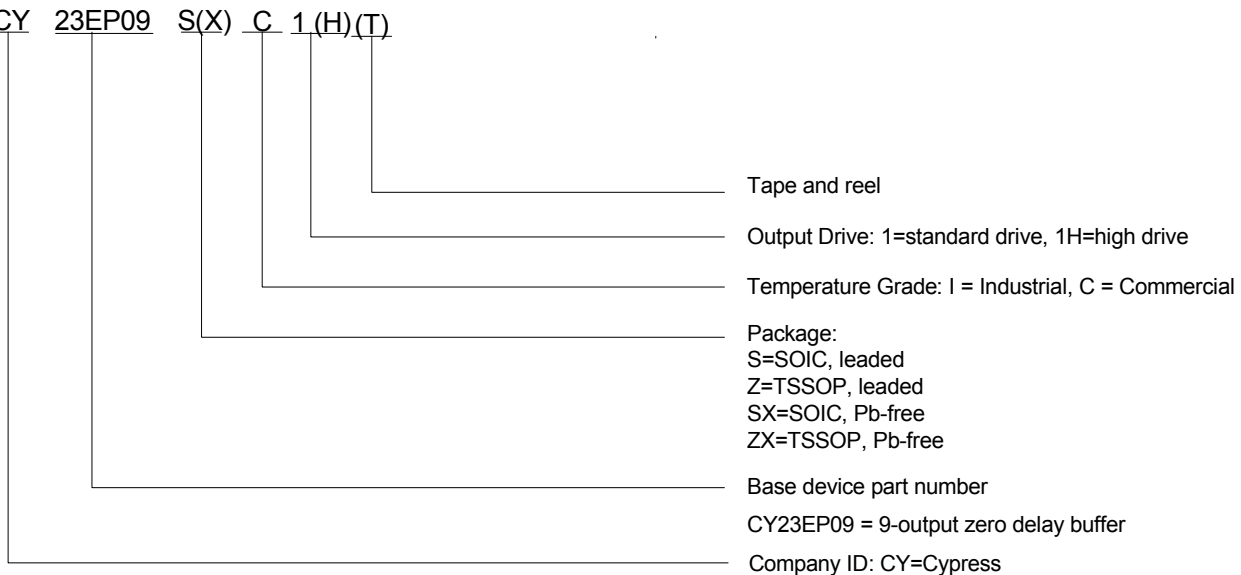 CY 23EP09 S(X) C 1 (H) (T)
Tape and reel
Output Drive: 1=standard drive, 1H=high drive
Temperature Grade: I = Industrial, C = Commercial
Package:
S=SOIC, leaded
Z=TSSOP, leaded
SX=SOIC, Pb-free
ZX=TSSOP, Pb-free
Base device part number
CY23EP09 = 9-output zero delay buffer
Company ID: CY=Cypress